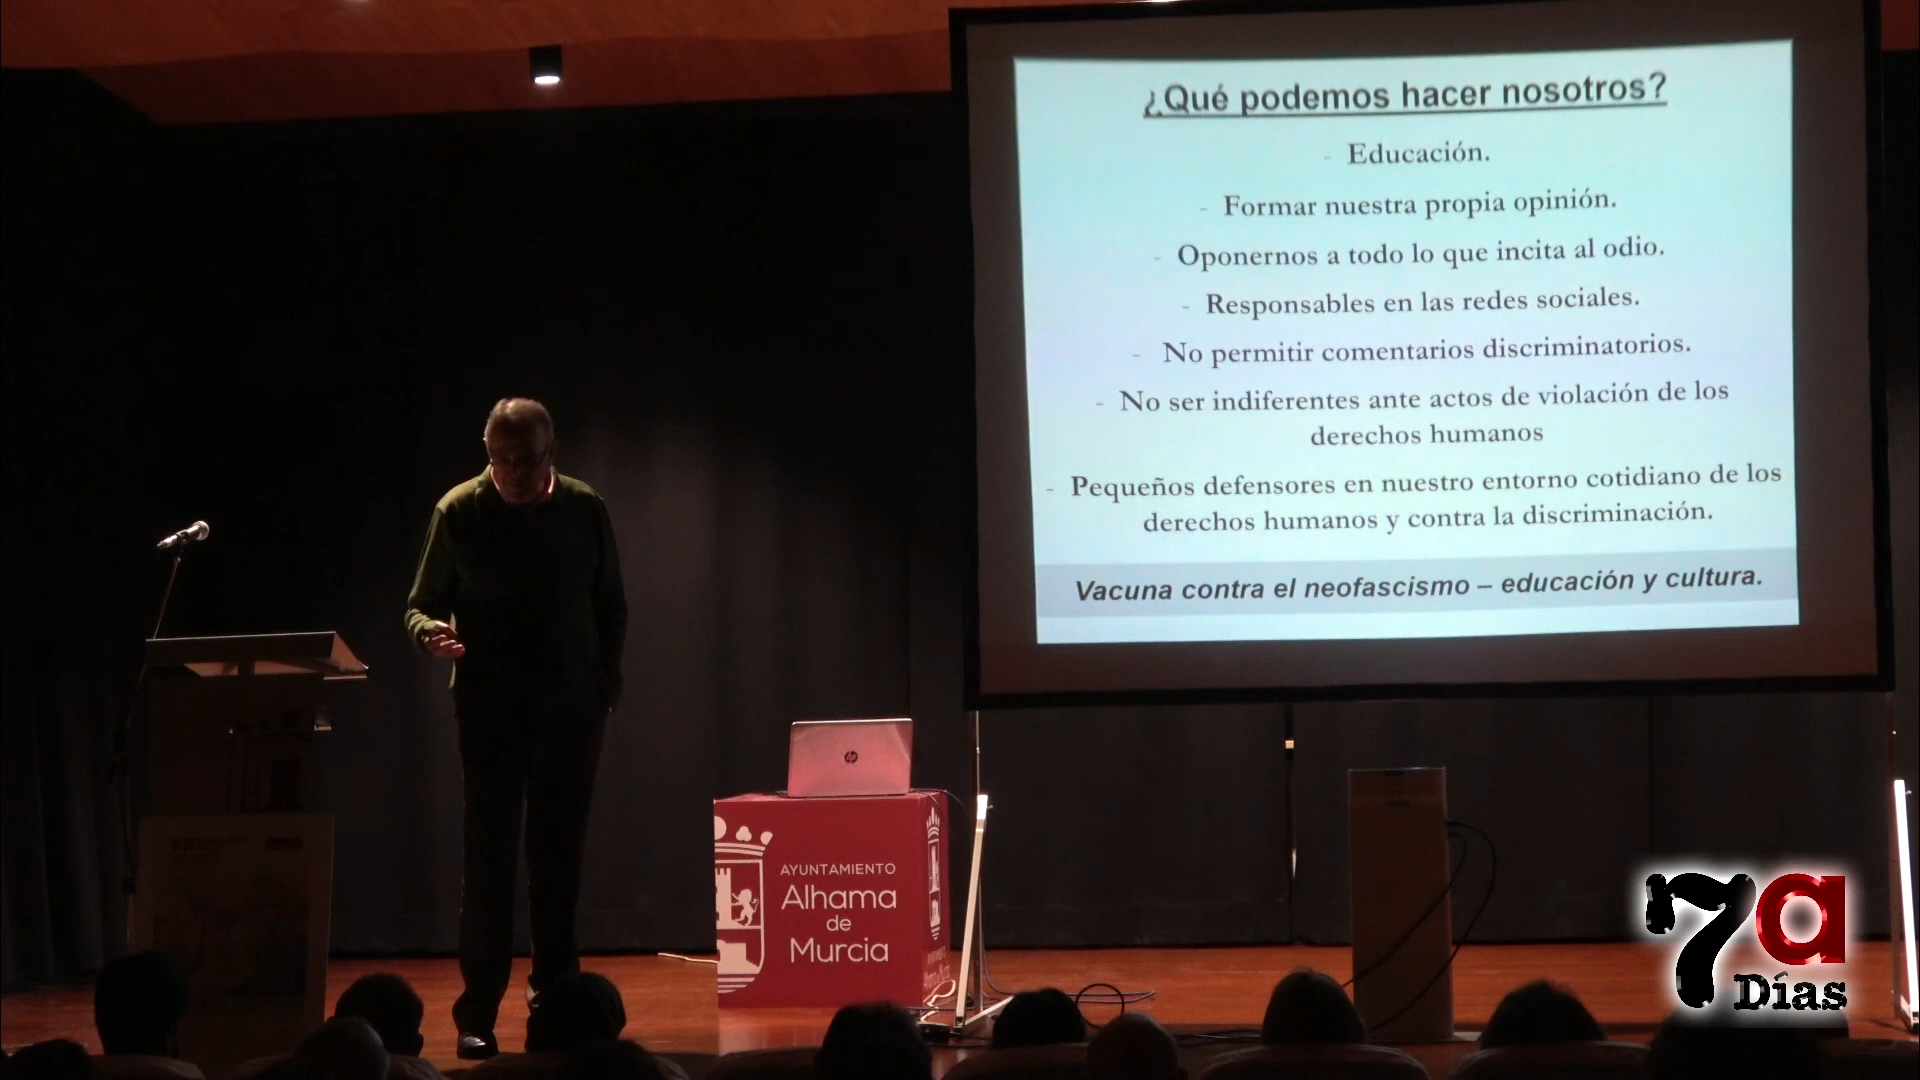 ¿Qué podemos hacer nosotros?
- Educación.
- Formar nuestra propia opinión.
- Oponernos a todo lo que incita al odio.
- Responsables en las redes sociales.
- No permitir comentarios discriminatorios.
- No ser indiferentes ante actos de violación de los
derechos humanos
- Pequeños defensores en nuestro entorno cotidiano de los
derechos humanos y contra la discriminación.
Vacuna contra el neofascismo – educación y cultura.
hp
AYUNTAMIENTO
Alhama
de
Murcia
7a
Días